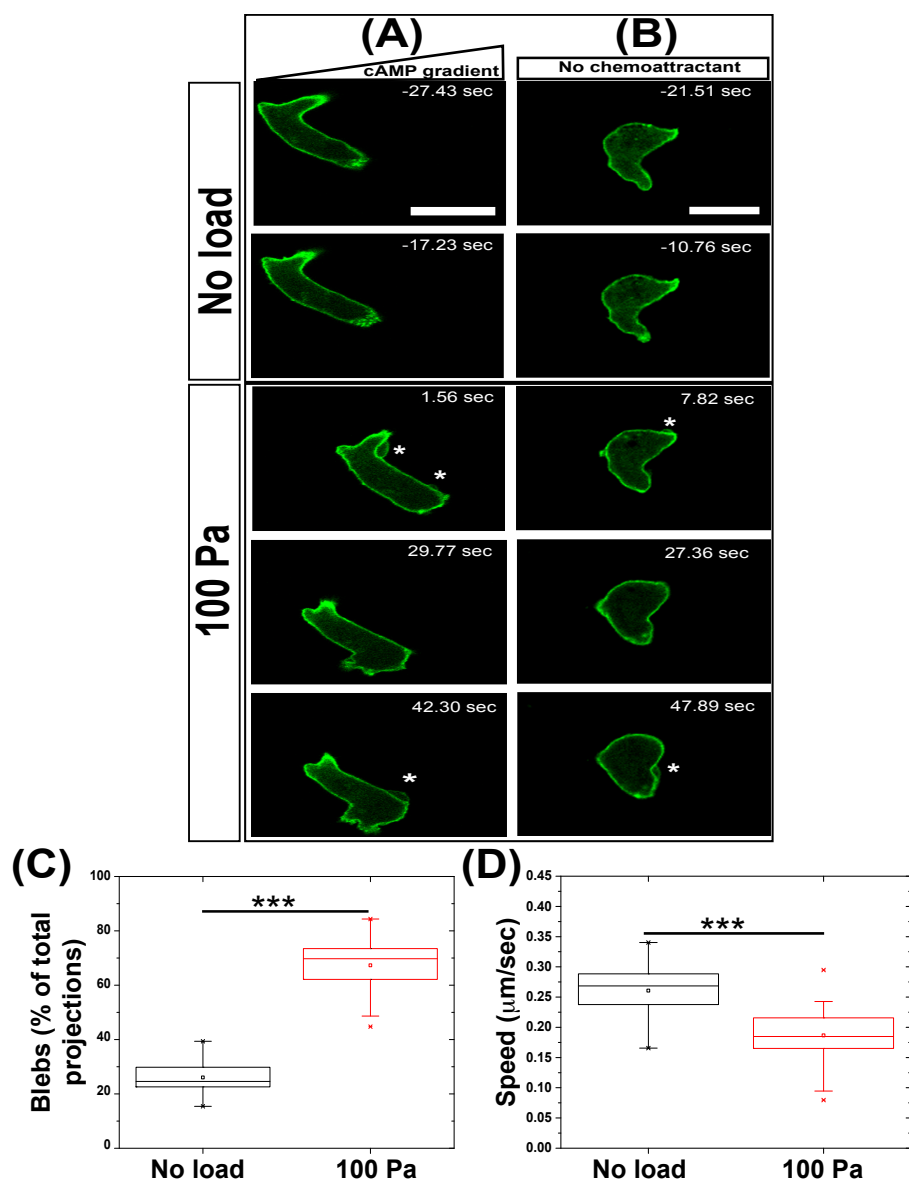 (A)
(B)
cAMP gradient
No chemoattractant
No load
-27.43 sec
-21.51 sec
-17.23 sec
-10.76 sec
100 Pa
1.56 sec
7.82 sec
*
*
*
29.77 sec
27.36 sec
42.30 sec
47.89 sec
*
*
(C)
Blebs (% of total
projections)
100
80
60
40
20
0
***
No load
100 Pa
(D)
Speed (μm/sec)
0.45
0.40
0.35
0.30
0.25
0.20
0.15
0.10
0.05
0.00
***
No load
100 Pa